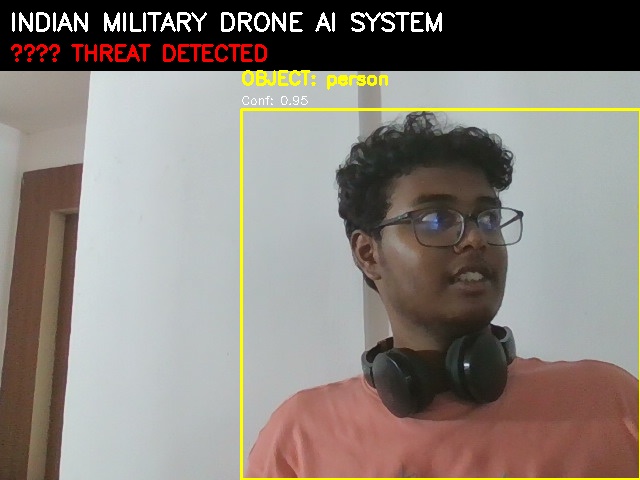 INDIAN MILITARY DRONE AI SYSTEM
???? THREAT DETECTED
OBJECT: person
Conf: 0.95